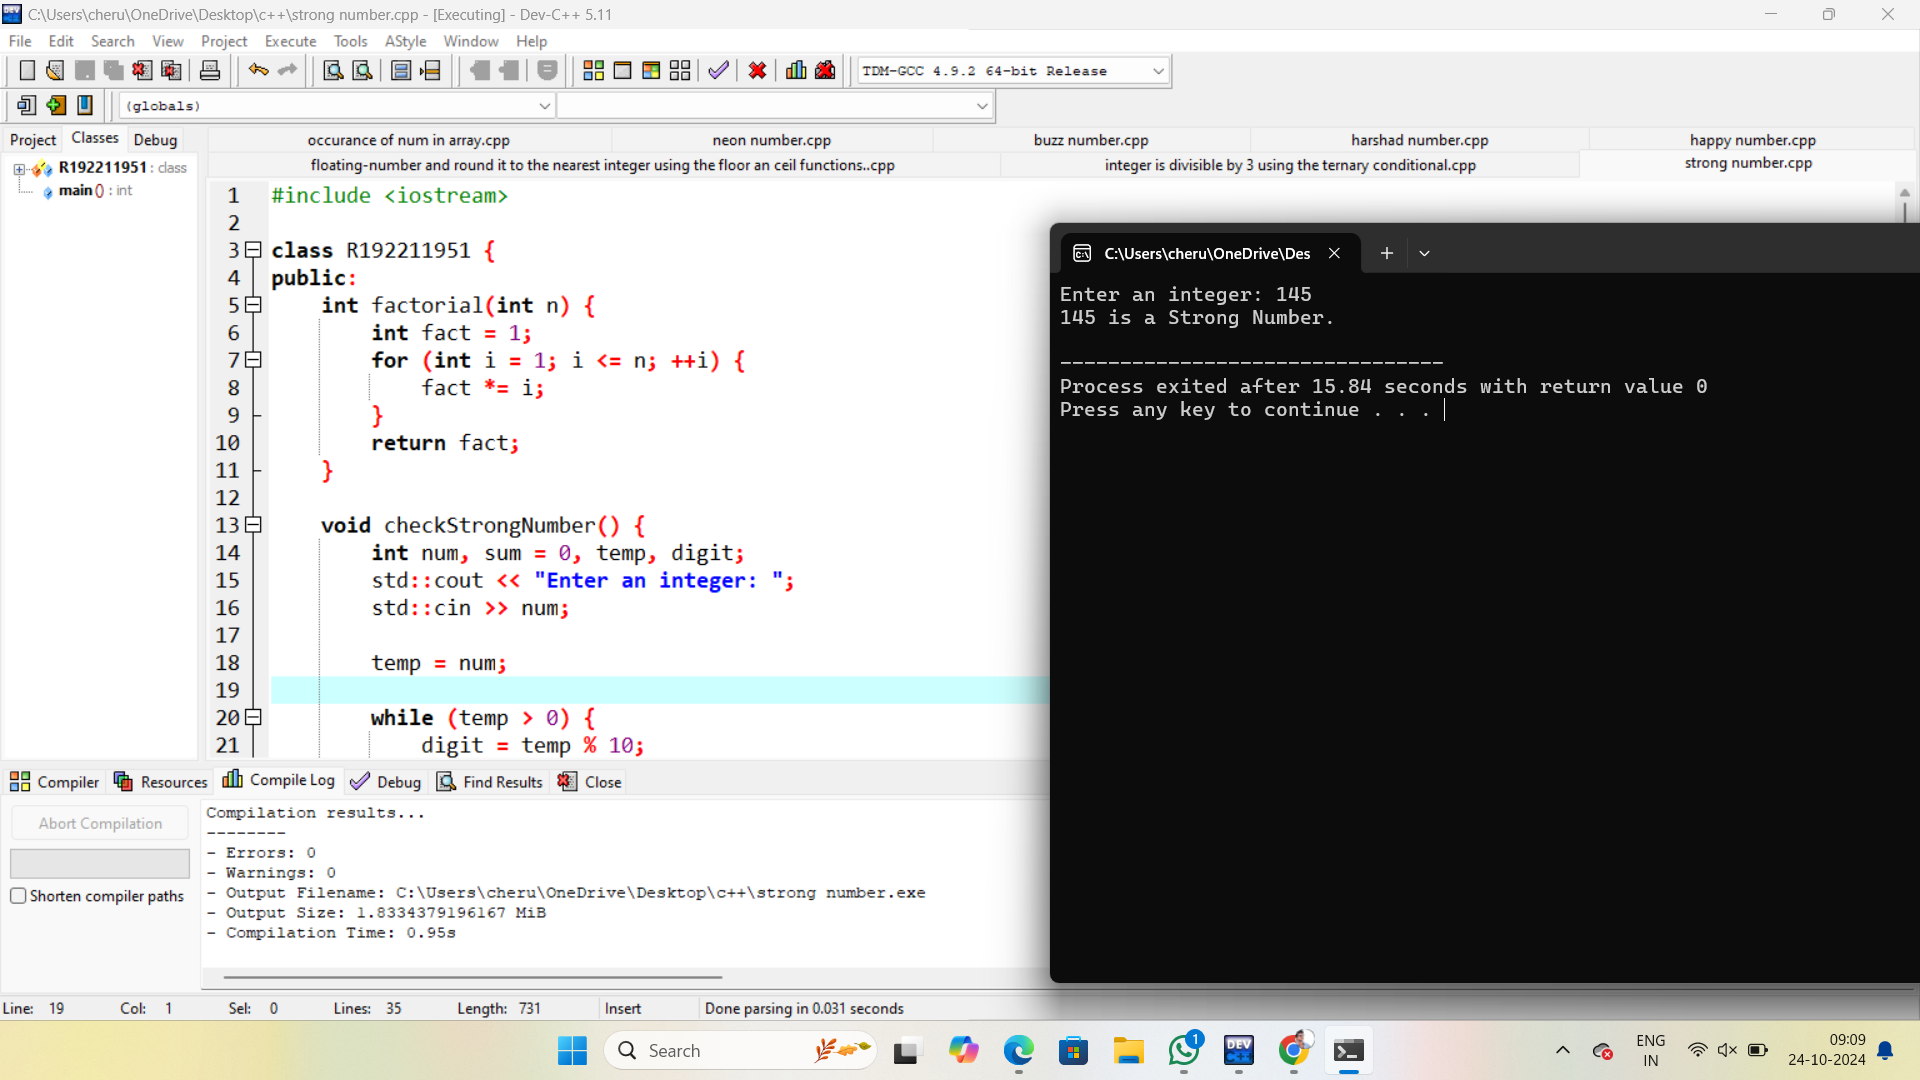 C:\Users\cheru\OneDrive\Desktop\c++\strong number.cpp - [Executing] - Dev-C++ 5.11
File Edit Search View Project Execute Tools AStyle Window Help
TDM-GCC 4.9.2 64-bit Release
(globals)
Project Classes Debug
occurance of num in array.cpp neon number.cpp buzz number.cpp harshad number.cpp happy number.cpp
floating-number and round it to the nearest integer using the floor an ceil functions..cpp integer is divisible by 3 using the ternary conditional.cpp strong number.cpp
R192211951 : class
main () : int
1 #include <iostream>
2
3 class R192211951 {
4 public:
5     int factorial(int n) {
6         int fact = 1;
7         for (int i = 1; i <= n; ++i) {
8             fact *= i;
9         }
10         return fact;
11     }
12
13     void checkStrongNumber() {
14         int num, sum = 0, temp, digit;
15         std::cout << "Enter an integer: ";
16         std::cin >> num;
17
18         temp = num;
19
20         while (temp > 0) {
21             digit = temp % 10;
C:\Users\cheru\OneDrive\Des
Enter an integer: 145
145 is a Strong Number.
--------------------------------
Process exited after 15.84 seconds with return value 0
Press any key to continue . . .
Compiler Resources Compile Log Debug Find Results Close
Abort Compilation
Shorten compiler paths
Compilation results...
--------
- Errors: 0
- Warnings: 0
- Output Filename: C:\Users\cheru\OneDrive\Desktop\c++\strong number.exe
- Output Size: 1.8334379196167 MiB
- Compilation Time: 0.95s
Line: 19 Col: 1 Sel: 0 Lines: 35 Length: 731 Insert Done parsing in 0.031 seconds
Search
1
DEV
C++
ENG
IN
09:09
24-10-2024